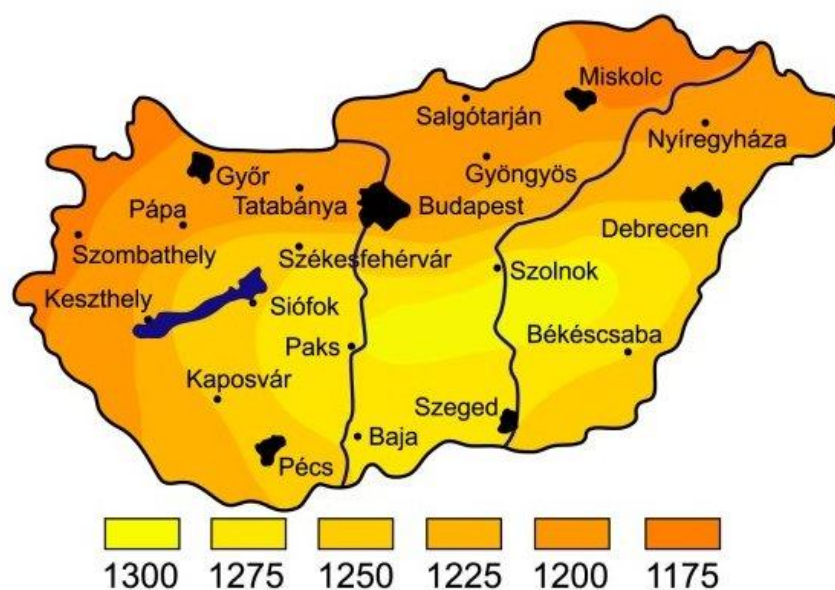 Miskolc
Salgótarján
Nyíregyháza
Győr
Gyöngyös
Tatabánya
Budapest
Pápa
Debrecen
Szombathely
Székesfehérvár
Szolnok
Keszthely
Siófok
Paks
Békéscsaba
Kaposvár
Szeged
Baja
Pécs
1300 1275 1250 1225 1200 1175